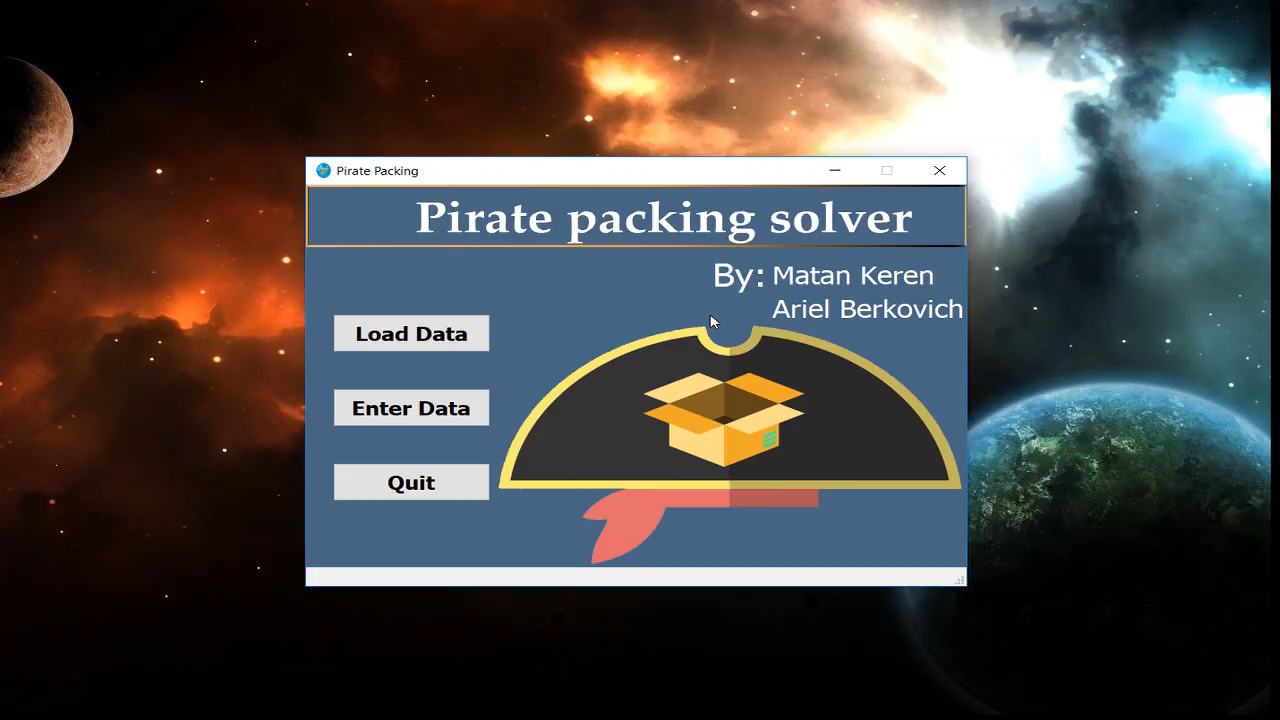 Pirate Packing
Pirate packing solver
By: Matan Keren
Ariel Berkovich
Load Data
Enter Data
Quit